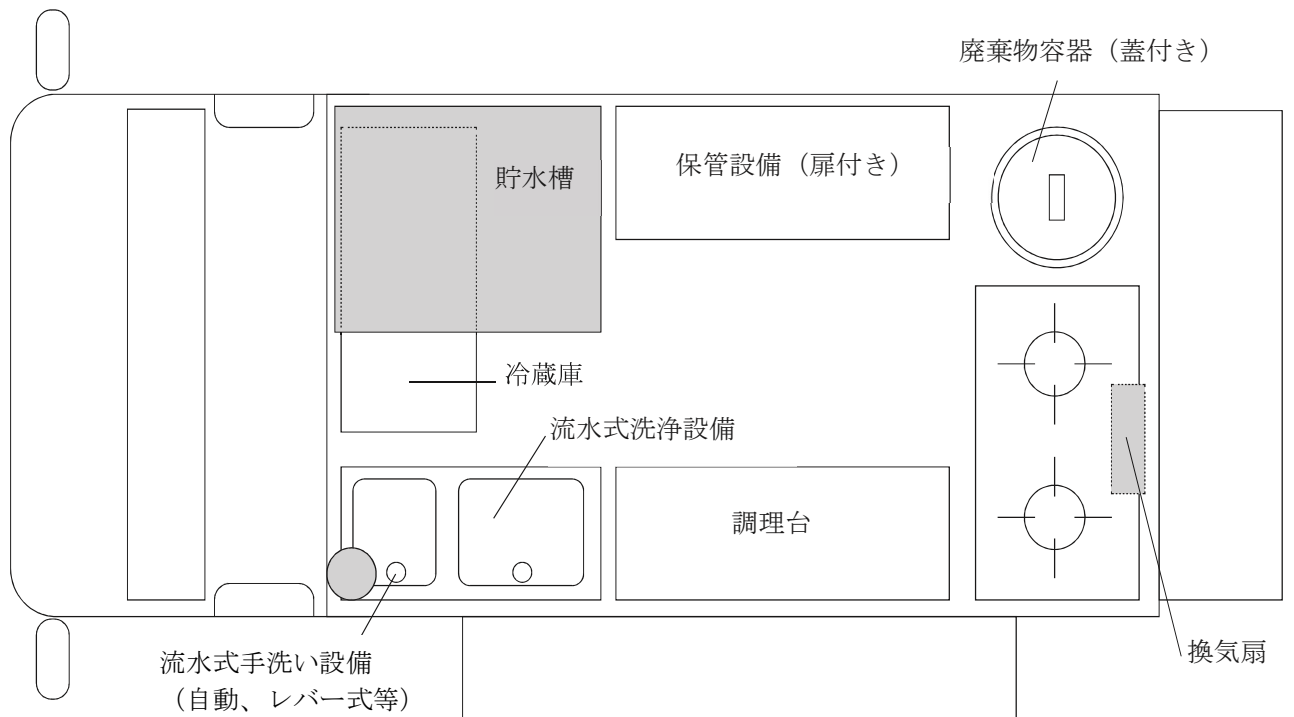 廃棄物容器（蓋付き）
貯水槽
保管設備（扉付き）
冷蔵庫
流水式洗浄設備
調理台
流水式手洗い設備
（自動、レバー式等）
換気扇